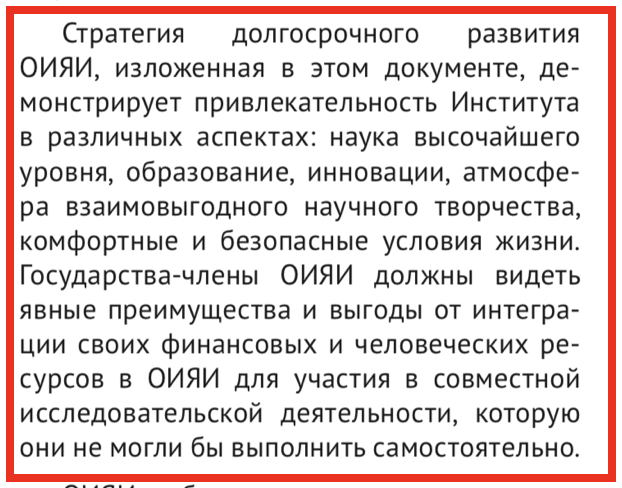 Стратегия долгосрочного развития
ОИЯИ, изложенная в этом документе, де-
монстрирует привлекательность Института
в различных аспектах: наука высочайшего
уровня, образование, инновации, атмосфе-
ра взаимовыгодного научного творчества,
комфортные и безопасные условия жизни.
Государства-члены ОИЯИ должны видеть
явные преимущества и выгоды от интегра-
ции своих финансовых и человеческих ре-
сурсов в ОИЯИ для участия в совместной
исследовательской деятельности, которую
они не могли бы выполнить самостоятельно.